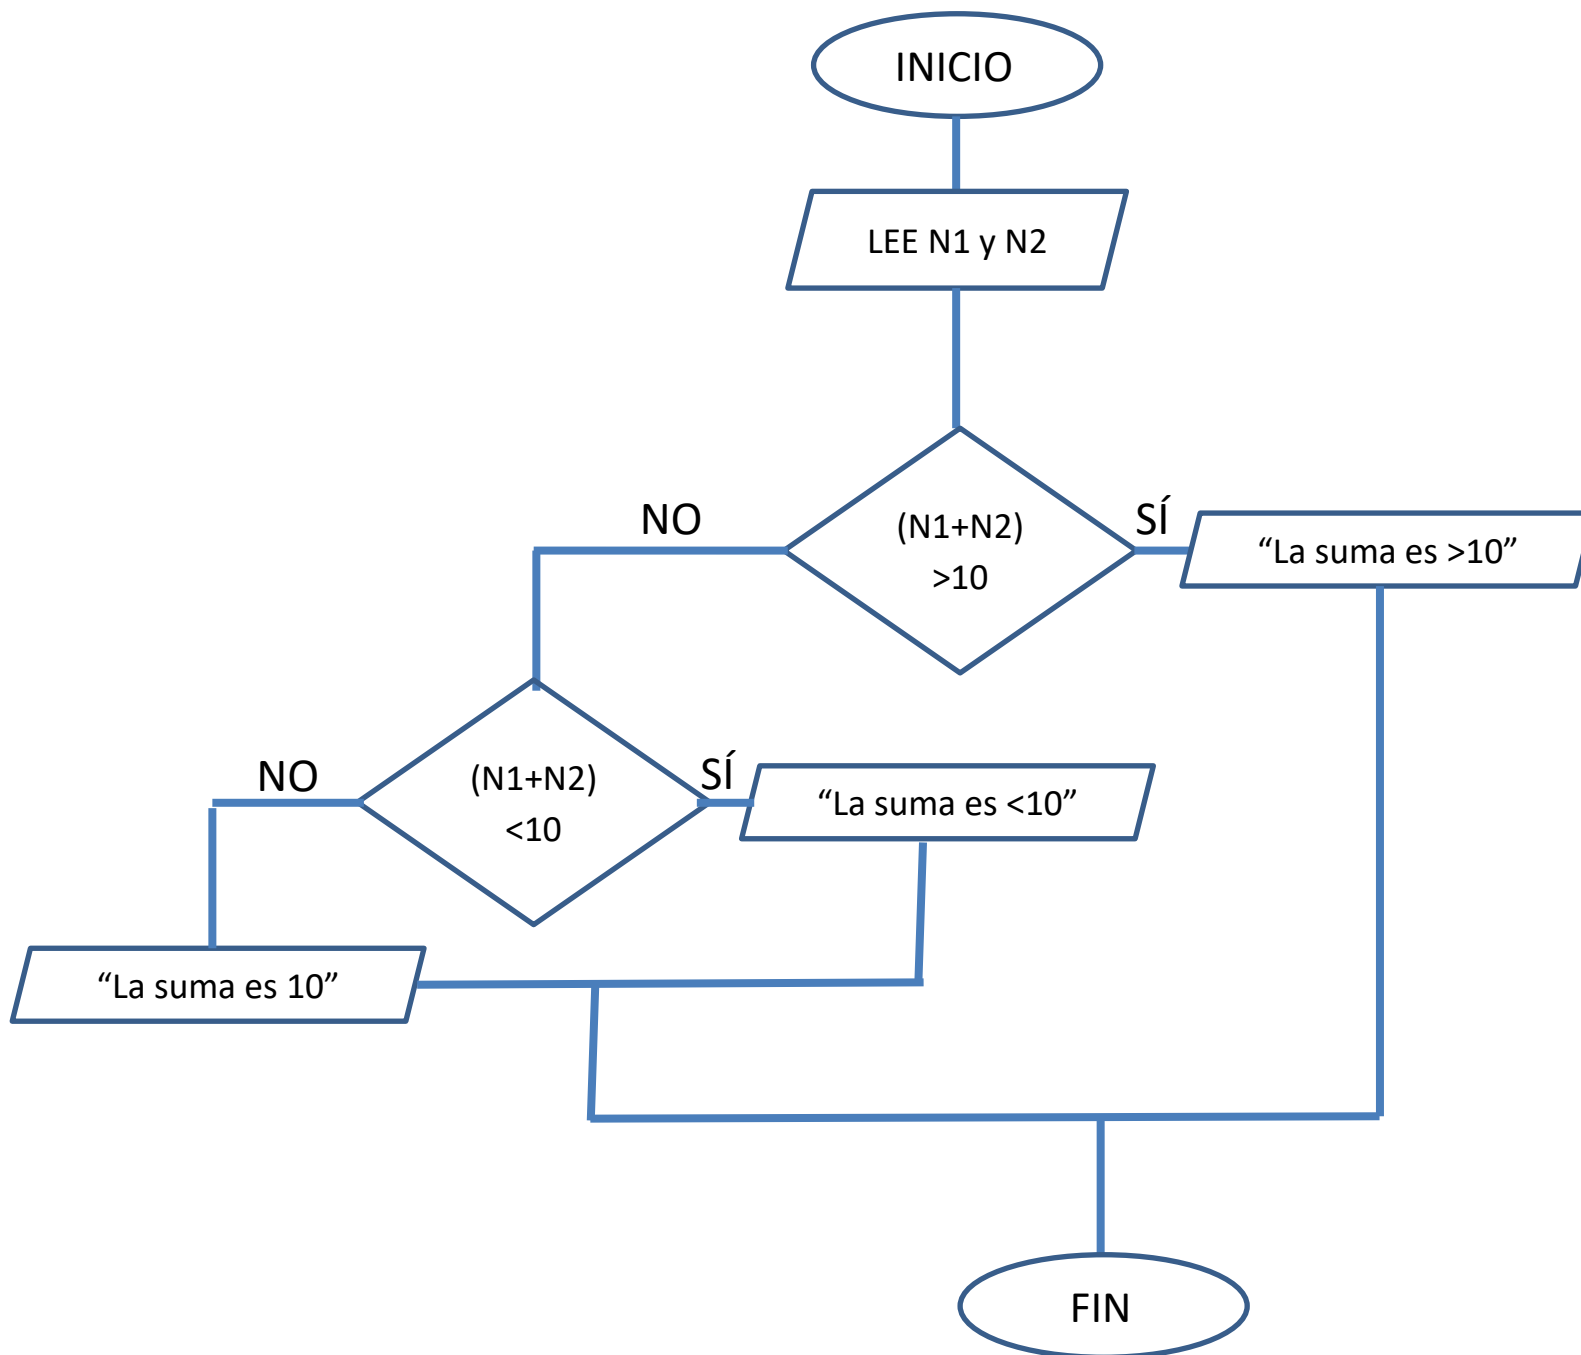 INICIO
LEE N1 y N2
NO
(N1+N2)
>10
SÍ
“La suma es >10”
NO
(N1+N2)
<10
SÍ
“La suma es <10”
“La suma es 10”
FIN